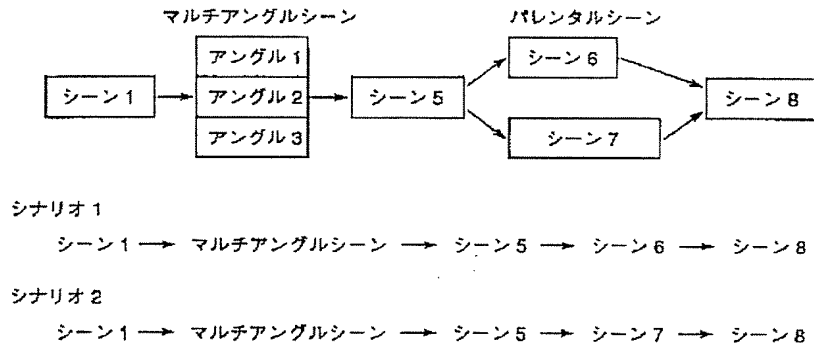 マルチアングルシーン
パレンタルシーン
アングル1
アングル2
アングル3
シーン1
シーン5
シーン6
シーン7
シーン8
シナリオ1
シーン1 → マルチアングルシーン → シーン5 → シーン6 → シーン8
シナリオ2
シーン1 → マルチアングルシーン → シーン5 → シーン7 → シーン8